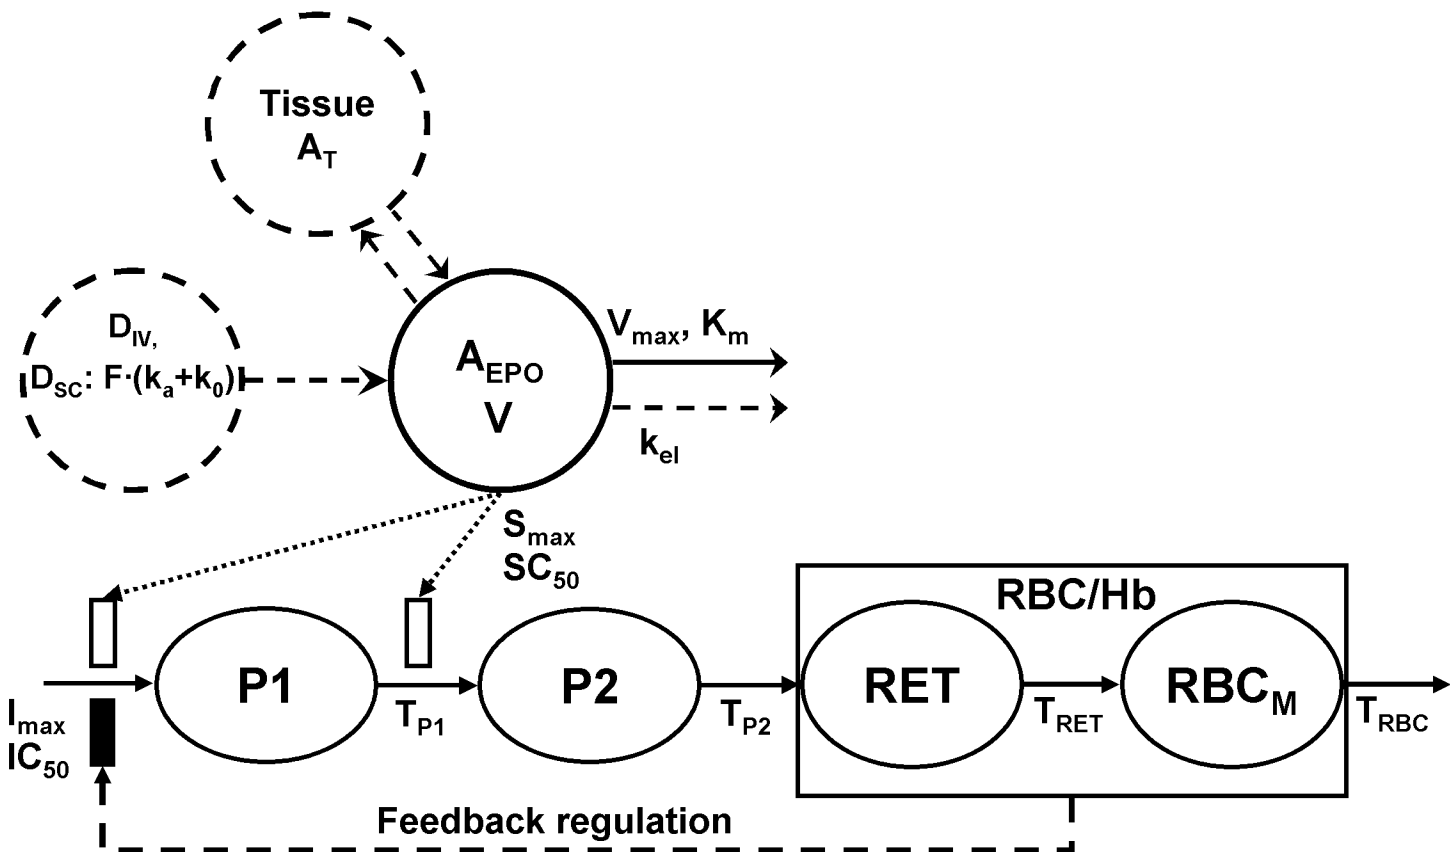 Tissue
A_T
D_IV,
D_SC: F·(k_a+k_0)
A_EPO
V
V_max, K_m
k_el
S_max
SC_50
RBC/Hb
P1
P2
RET
RBC_M
I_max
IC_50
T_P1
T_P2
T_RET
T_RBC
Feedback regulation